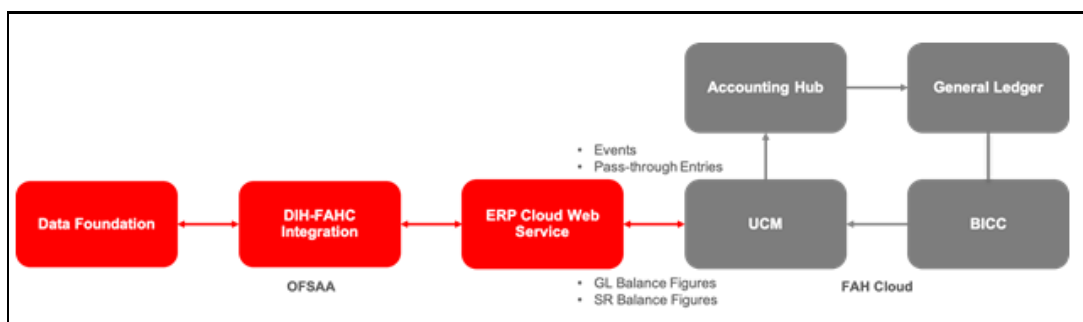 Accounting Hub
General Ledger
• Events
• Pass-through Entries
Data Foundation
DIH-FAHC
Integration
ERP Cloud Web
Service
UCM
BICC
OFSAA
• GL Balance Figures
• SR Balance Figures
FAH Cloud